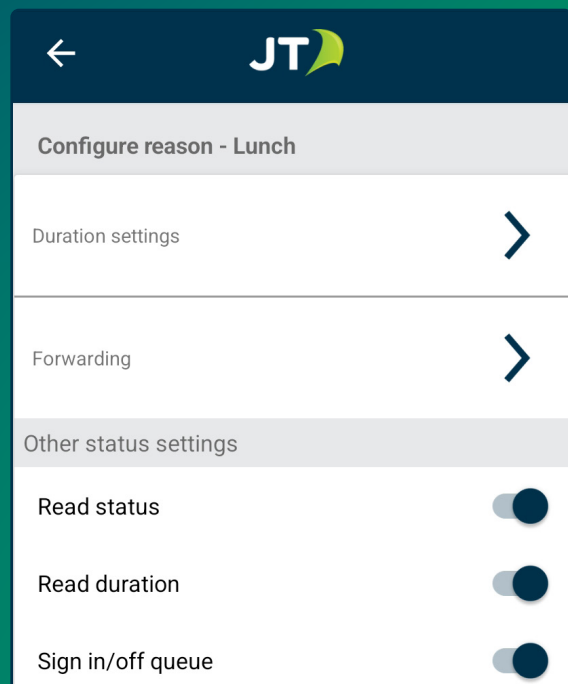 JT
Configure reason - Lunch
Duration settings
Forwarding
Other status settings
Read status
Read duration
Sign in/off queue